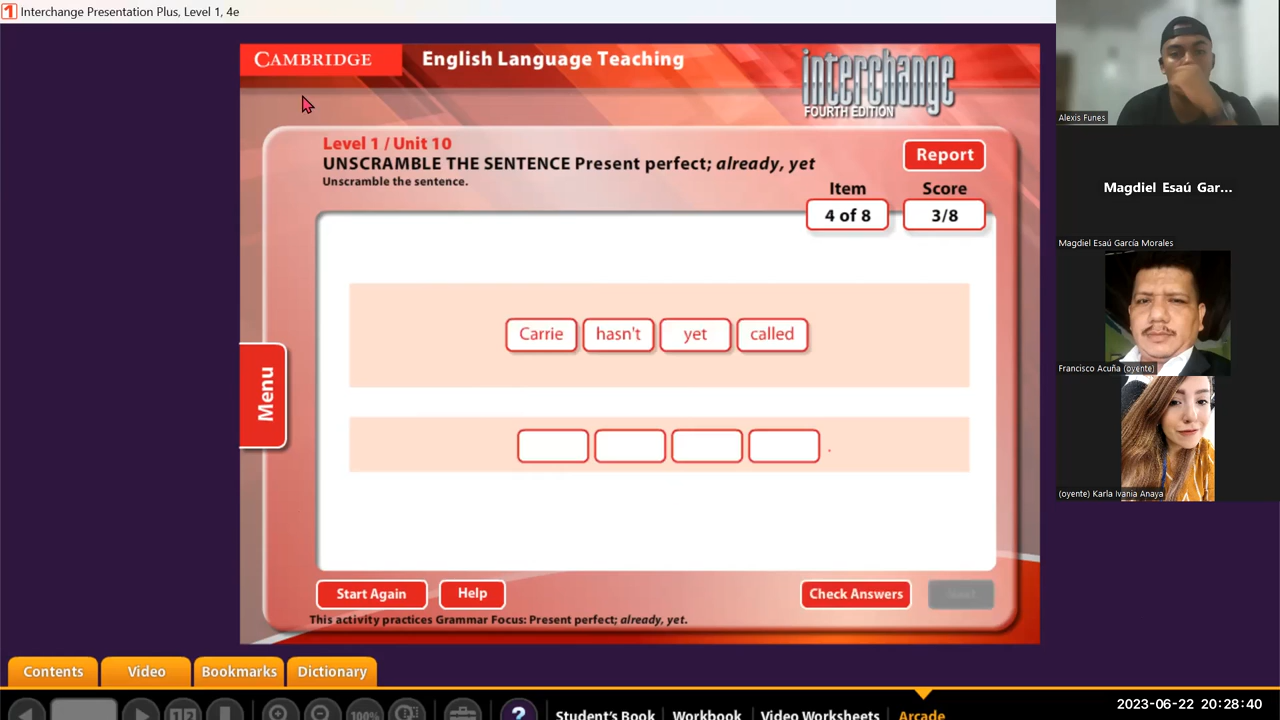 Interchange Presentation Plus, Level 1, 4e
CAMBRIDGE
English Language Teaching
interchange
FOURTH EDITION
Level 1 / Unit 10
UNSCRAMBLE THE SENTENCE Present perfect; already, yet
Unscramble the sentence.
Report
Item
Score
4 of 8
3/8
Carrie
hasn't
yet
called
.
Menu
Start Again
Help
Check Answers
This activity practices Grammar Focus: Present perfect; already, yet.
Contents
Video
Bookmarks
Dictionary
100%
?
Student's Book
Workbook
Video Worksheets
Arcade
Alexis Funes
Magdiel Esaú Gar...
Magdiel Esaú García Morales
Francisco Acuña (oyente)
(oyente) Karla Ivania Anaya
2023-06-22 20:28:40